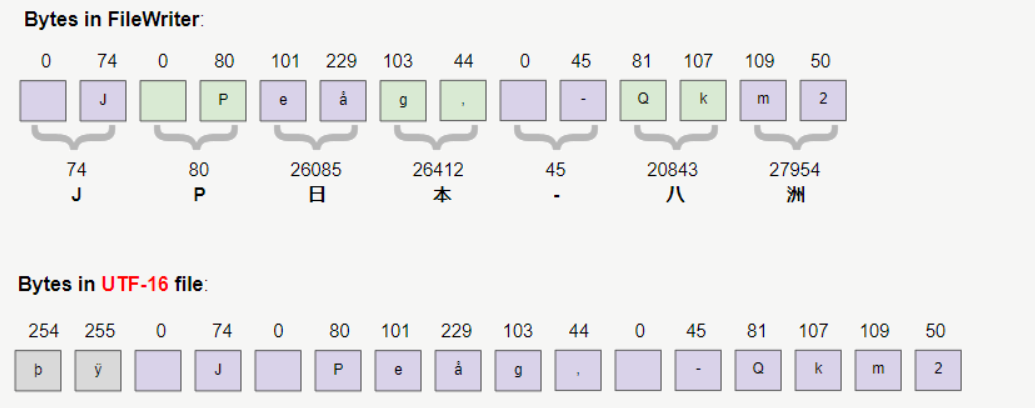 Bytes in FileWriter:
0 74 0 80 101 229 103 44 0 45 81 107 109 50
J P e å g , - Q k m 2
74 80 26085 26412 45 20843 27954
J P 日 本 - 八 洲
Bytes in UTF-16 file:
254 255 0 74 0 80 101 229 103 44 0 45 81 107 109 50
þ ÿ J P e å g , - Q k m 2